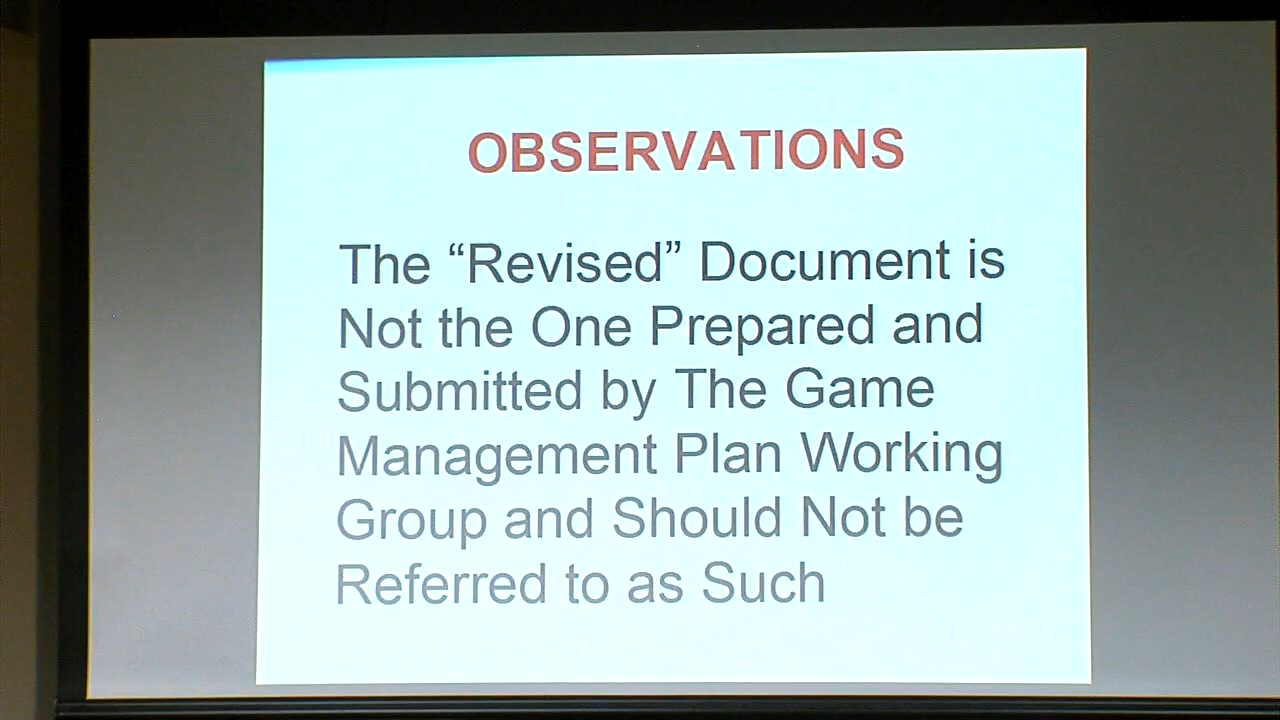 OBSERVATIONS
The “Revised” Document is
Not the One Prepared and
Submitted by The Game
Management Plan Working
Group and Should Not be
Referred to as Such